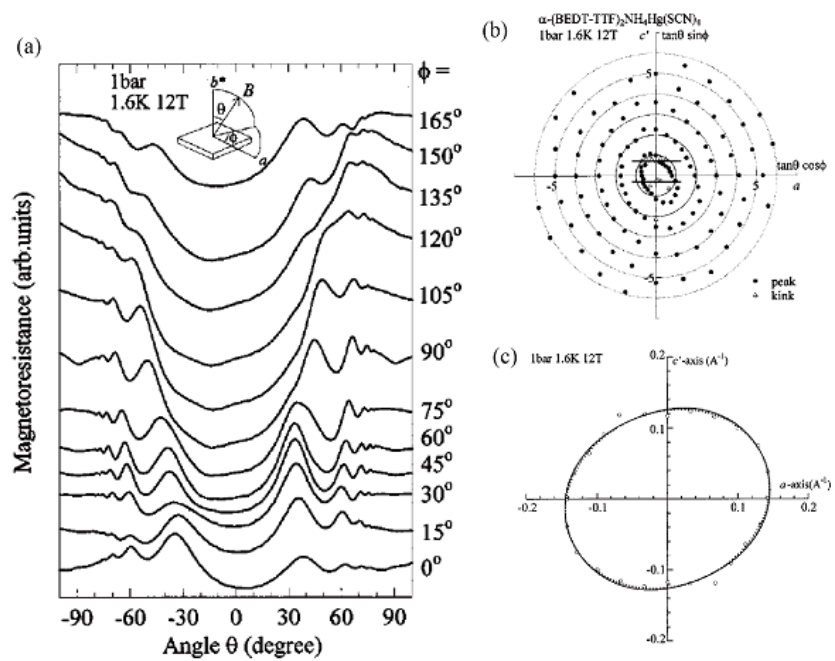 (a)
1bar
1.6K 12T
b*
B
θ
ϕ
a
ϕ =
165°
150°
135°
120°
105°
90°
75°
60°
45°
30°
15°
0°
Magnetoresistance (arb.units)
-90 -60 -30 0 30 60 90
Angle θ (degree)
(b)
α-(BEDT-TTF)₂NH₄Hg(SCN)₄
1bar 1.6K 12T
c' tanθ sinϕ
5
tanθ cosϕ
-5 5 a
-5
peak
kink
(c)
1bar 1.6K 12T
0.2
c'-axis (A⁻¹)
0.1
a-axis(A⁻¹)
-0.2 -0.1 0 0.1 0.2
-0.1
-0.2